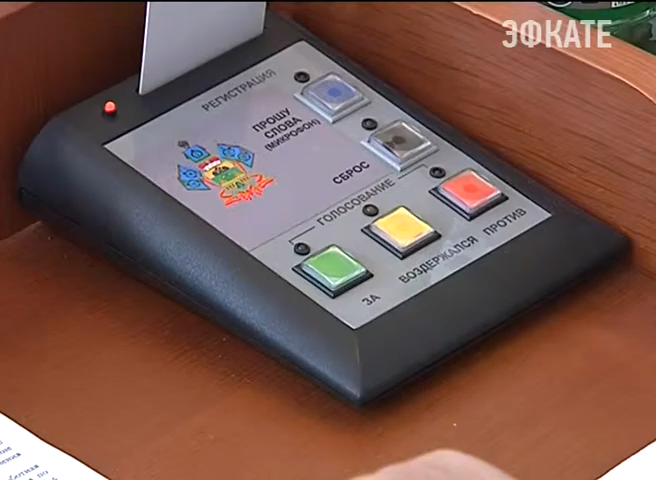 ЭФКАТЕ
РЕГИСТРАЦИЯ
ПРОШУ
СЛОВА
(МИКРОФОН)
СБРОС
ГОЛОСОВАНИЕ
ЗА ВОЗДЕРЖАЛСЯ ПРОТИВ